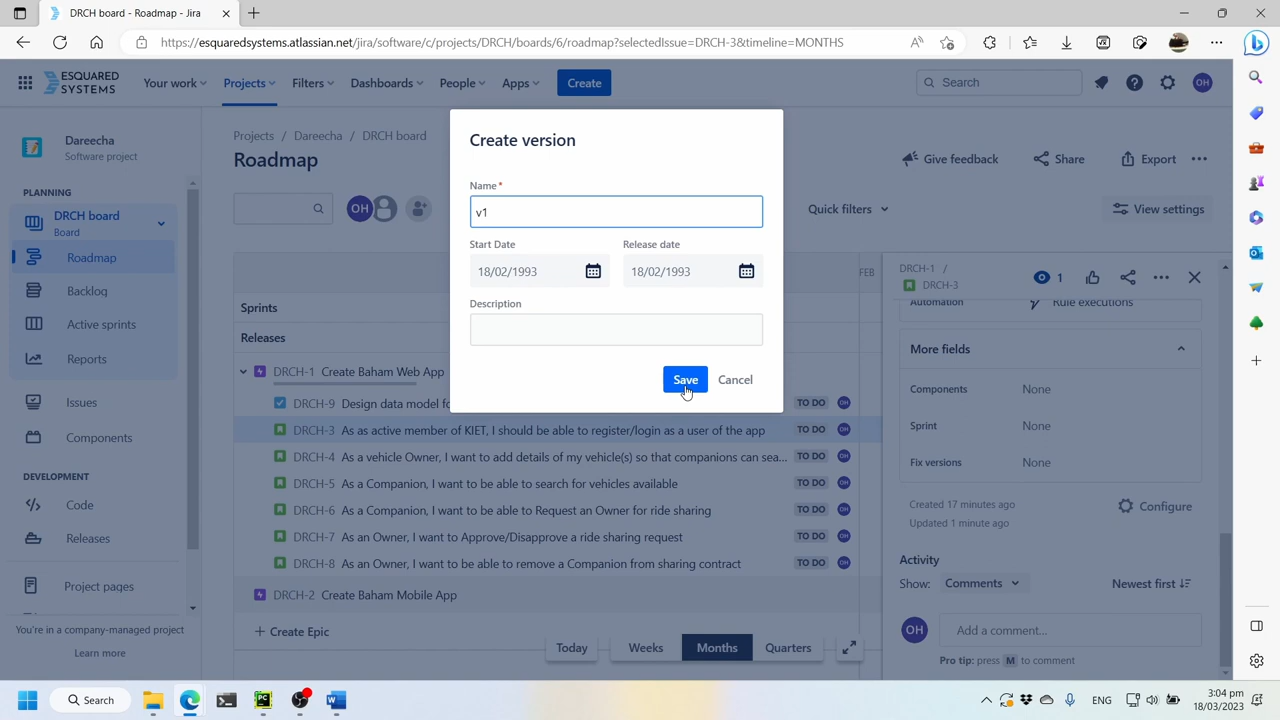 DRCH board - Roadmap - Jira
https://esquaredsystems.atlassian.net/jira/software/c/projects/DRCH/boards/6/roadmap?selectedIssue=DRCH-3&timeline=MONTHS
ESQUARED SYSTEMS
Your work
Projects
Filters
Dashboards
People
Apps
Create
Search
OH
Dareecha
Software project
PLANNING
DRCH board
Board
Roadmap
Backlog
Active sprints
Reports
Issues
Components
DEVELOPMENT
Code
Releases
Project pages
You're in a company-managed project
Learn more
Projects / Dareecha / DRCH board
Roadmap
Give feedback
Share
Export
OH
Quick filters
View settings
FEB
Sprints
Releases
DRCH-1 Create Baham Web App
DRCH-9 Design data model fo
TO DO OH
DRCH-3 As as active member of KIET, I should be able to register/login as a user of the app TO DO OH
DRCH-4 As a vehicle Owner, I want to add details of my vehicle(s) so that companions can sea... TO DO OH
DRCH-5 As a Companion, I want to be able to search for vehicles available TO DO OH
DRCH-6 As a Companion, I want to be able to Request an Owner for ride sharing TO DO OH
DRCH-7 As an Owner, I want to Approve/Disapprove a ride sharing request TO DO OH
DRCH-8 As an Owner, I want to be able to remove a Companion from sharing contract TO DO OH
DRCH-2 Create Baham Mobile App
+ Create Epic
Today
Weeks
Months
Quarters
Create version
Name *
v1
Start Date
Release date
18/02/1993
18/02/1993
Description
Save
Cancel
DRCH-1 /
DRCH-3
1
Automation
Rule executions
More fields
Components None
Sprint None
Fix versions None
Created 17 minutes ago
Updated 1 minute ago
Configure
Activity
Show: Comments
Newest first
OH
Add a comment...
Pro tip: press M to comment
Search
ENG
3:04 pm
18/03/2023